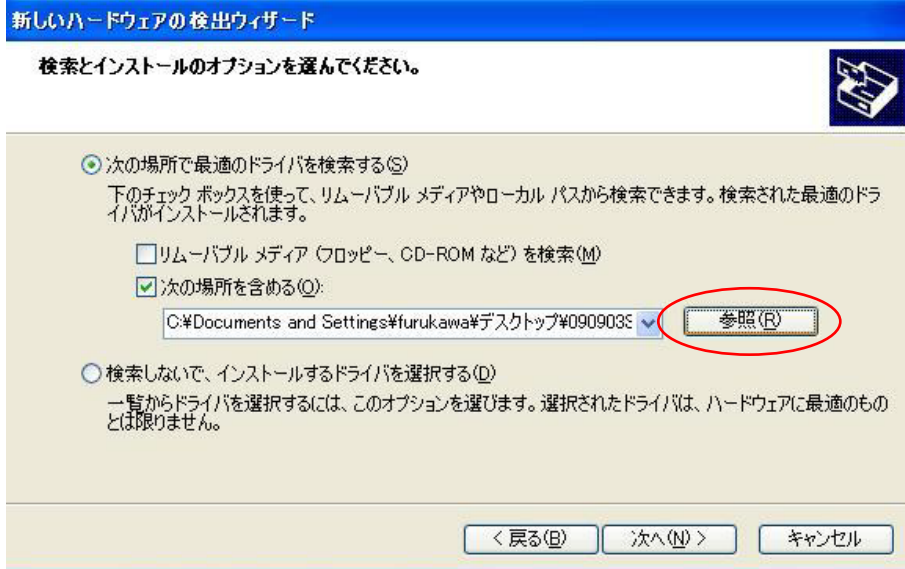 新しいハードウェアの検出ウィザード
検索とインストールのオプションを選んでください。
次の場所で最適のドライバを検索する(S)
下のチェック ボックスを使って、リムーバブル メディアやローカル パスから検索できます。検索された最適のドラ
イバがインストールされます。
リムーバブル メディア (フロッピー、CD-ROM など) を検索(M)
次の場所を含める(O):
C:¥Documents and Settings¥furukawa¥デスクトップ¥090903S
参照(R)
検索しないで、インストールするドライバを選択する(D)
一覧からドライバを選択するには、このオプションを選びます。選択されたドライバは、ハードウェアに最適のもの
とは限りません。
< 戻る(B) 次へ(N) > キャンセル